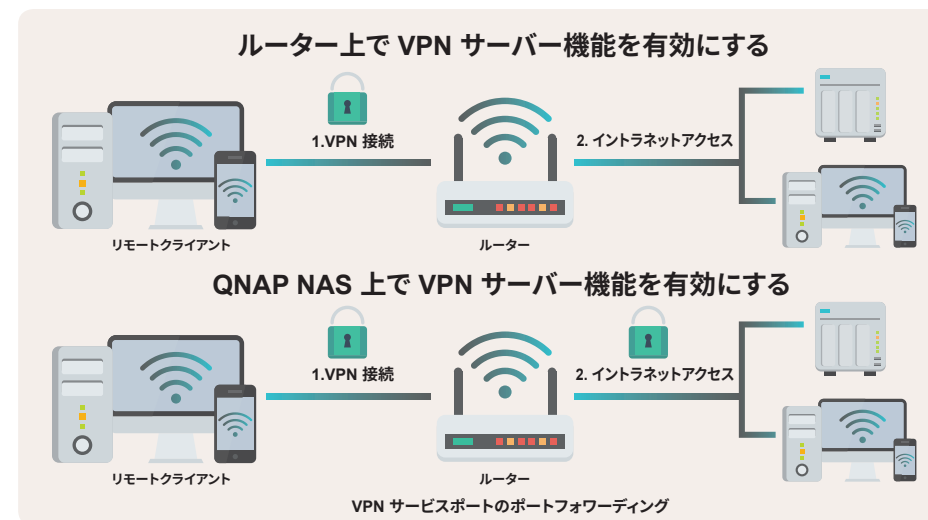 ルーター上で VPN サーバー機能を有効にする
1.VPN 接続
2. イントラネットアクセス
リモートクライアント
ルーター
QNAP NAS 上で VPN サーバー機能を有効にする
1.VPN 接続
2. イントラネットアクセス
リモートクライアント
ルーター
VPN サービスポートのポートフォワーディング